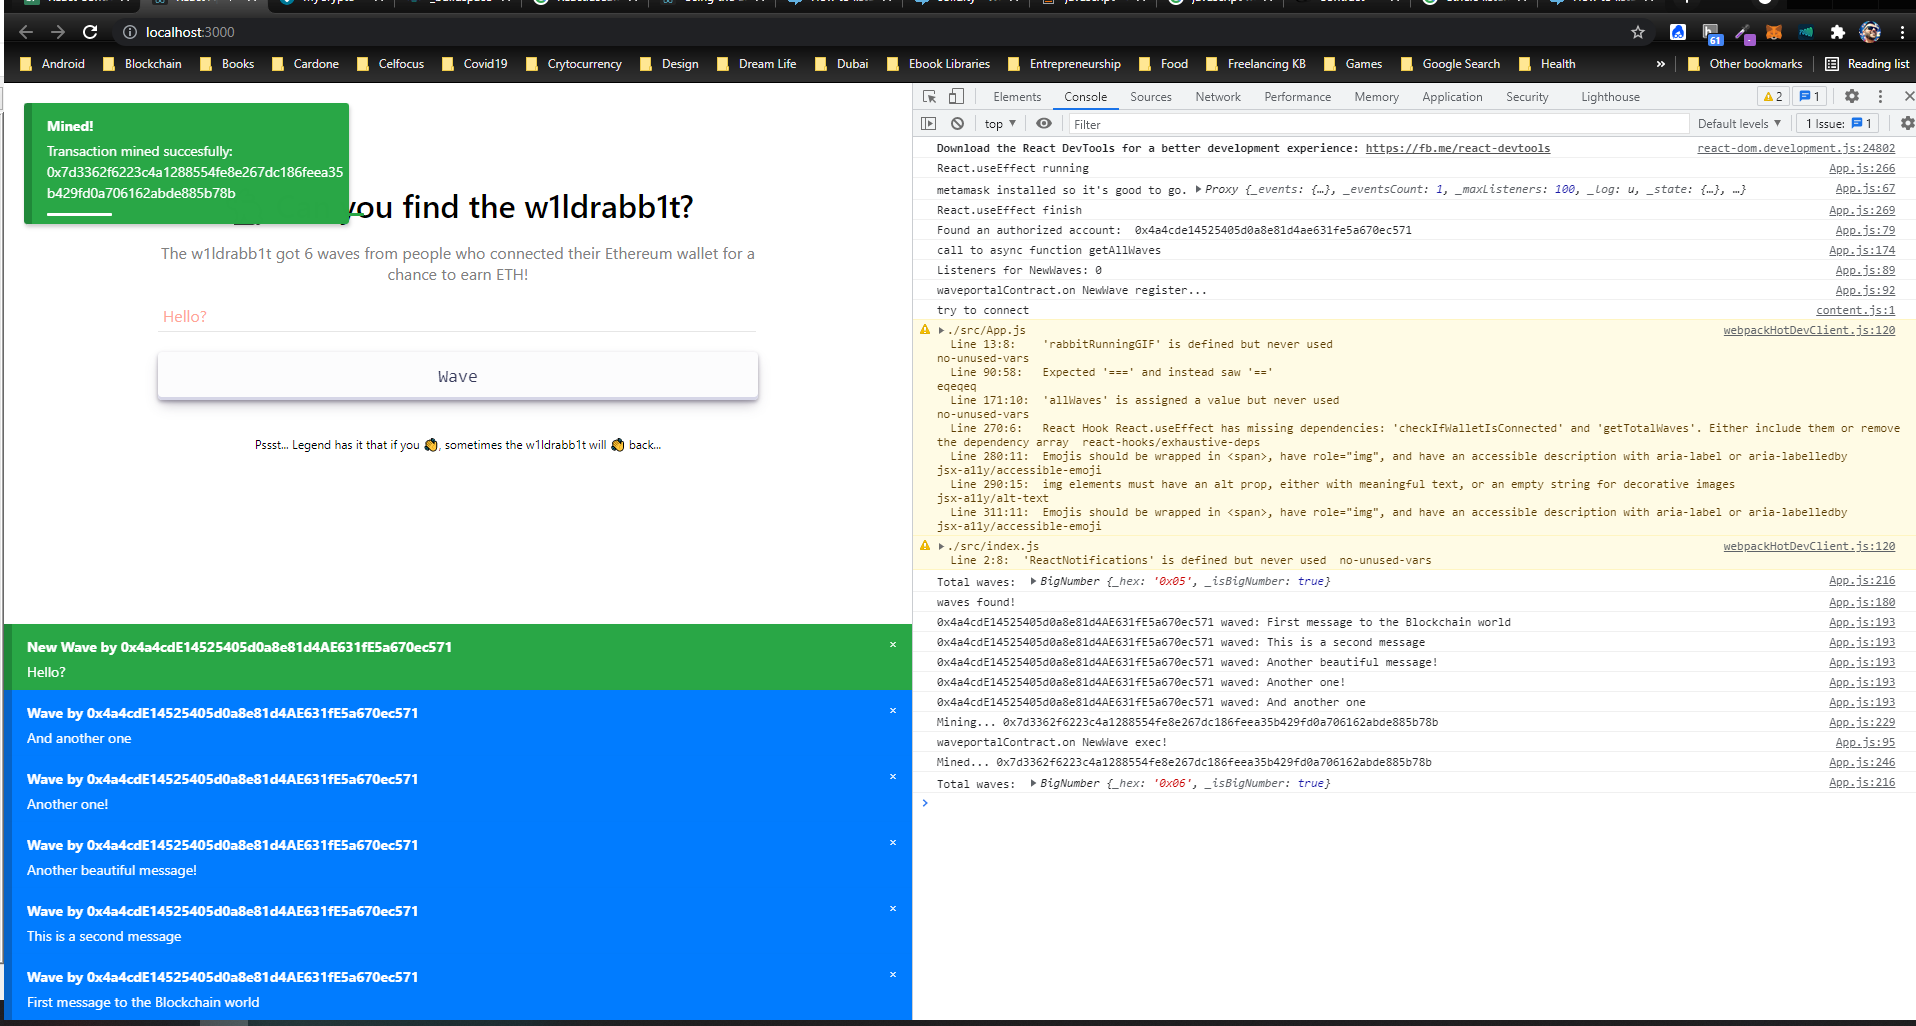 localhost:3000
61
Android Blockchain Books Cardone Celfocus Covid19 Crytocurrency Design Dream Life Dubai Ebook Libraries Entrepreneurship Food Freelancing KB Games Google Search Health » Other bookmarks Reading list
Mined!
Transaction mined succesfully:
0x7d3362f6223c4a1288554fe8e267dc186feea35
b429fd0a706162abde885b78b
you find the w1ldrabb1t?
The w1ldrabb1t got 6 waves from people who connected their Ethereum wallet for a
chance to earn ETH!
Hello?
Wave
Pssst... Legend has it that if you 👋, sometimes the w1ldrabb1t will 👋 back...
New Wave by 0x4a4cdE14525405d0a8e81d4AE631fE5a670ec571 ×
Hello?
Wave by 0x4a4cdE14525405d0a8e81d4AE631fE5a670ec571 ×
And another one
Wave by 0x4a4cdE14525405d0a8e81d4AE631fE5a670ec571 ×
Another one!
Wave by 0x4a4cdE14525405d0a8e81d4AE631fE5a670ec571 ×
Another beautiful message!
Wave by 0x4a4cdE14525405d0a8e81d4AE631fE5a670ec571 ×
This is a second message
Wave by 0x4a4cdE14525405d0a8e81d4AE631fE5a670ec571 ×
First message to the Blockchain world
Elements Console Sources Network Performance Memory Application Security Lighthouse 2 1
top Filter Default levels 1 Issue: 1
Download the React DevTools for a better development experience: https://fb.me/react-devtools react-dom.development.js:24802
React.useEffect running App.js:266
metamask installed so it's good to go. Proxy {_events: {…}, _eventsCount: 1, _maxListeners: 100, _log: u, _state: {…}, …} App.js:67
React.useEffect finish App.js:269
Found an authorized account: 0x4a4cde14525405d0a8e81d4ae631fe5a670ec571 App.js:79
call to async function getAllWaves App.js:174
Listeners for NewWaves: 0 App.js:89
waveportalContract.on NewWave register... App.js:92
try to connect content.js:1
./src/App.js webpackHotDevClient.js:120
Line 13:8: 'rabbitRunningGIF' is defined but never used
no-unused-vars
Line 90:58: Expected '===' and instead saw '=='
eqeqeq
Line 171:10: 'allWaves' is assigned a value but never used
no-unused-vars
Line 270:6: React Hook React.useEffect has missing dependencies: 'checkIfWalletIsConnected' and 'getTotalWaves'. Either include them or remove
the dependency array react-hooks/exhaustive-deps
Line 280:11: Emojis should be wrapped in <span>, have role="img", and have an accessible description with aria-label or aria-labelledby
jsx-a11y/accessible-emoji
Line 290:15: img elements must have an alt prop, either with meaningful text, or an empty string for decorative images
jsx-a11y/alt-text
Line 311:11: Emojis should be wrapped in <span>, have role="img", and have an accessible description with aria-label or aria-labelledby
jsx-a11y/accessible-emoji
./src/index.js webpackHotDevClient.js:120
Line 2:8: 'ReactNotifications' is defined but never used no-unused-vars
Total waves: BigNumber {_hex: '0x05', _isBigNumber: true} App.js:216
waves found! App.js:180
0x4a4cdE14525405d0a8e81d4AE631fE5a670ec571 waved: First message to the Blockchain world App.js:193
0x4a4cdE14525405d0a8e81d4AE631fE5a670ec571 waved: This is a second message App.js:193
0x4a4cdE14525405d0a8e81d4AE631fE5a670ec571 waved: Another beautiful message! App.js:193
0x4a4cdE14525405d0a8e81d4AE631fE5a670ec571 waved: Another one! App.js:193
0x4a4cdE14525405d0a8e81d4AE631fE5a670ec571 waved: And another one App.js:193
Mining... 0x7d3362f6223c4a1288554fe8e267dc186feea35b429fd0a706162abde885b78b App.js:229
waveportalContract.on NewWave exec! App.js:95
Mined... 0x7d3362f6223c4a1288554fe8e267dc186feea35b429fd0a706162abde885b78b App.js:246
Total waves: BigNumber {_hex: '0x06', _isBigNumber: true} App.js:216